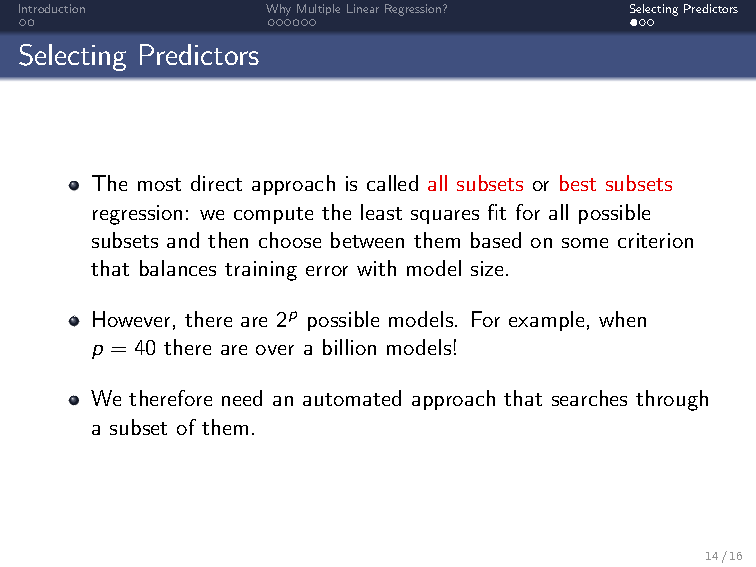 Introduction Why Multiple Linear Regression? Selecting Predictors
Selecting Predictors
The most direct approach is called all subsets or best subsets
regression: we compute the least squares fit for all possible
subsets and then choose between them based on some criterion
that balances training error with model size.
However, there are 2ᵖ possible models. For example, when
p = 40 there are over a billion models!
We therefore need an automated approach that searches through
a subset of them.
14 / 16